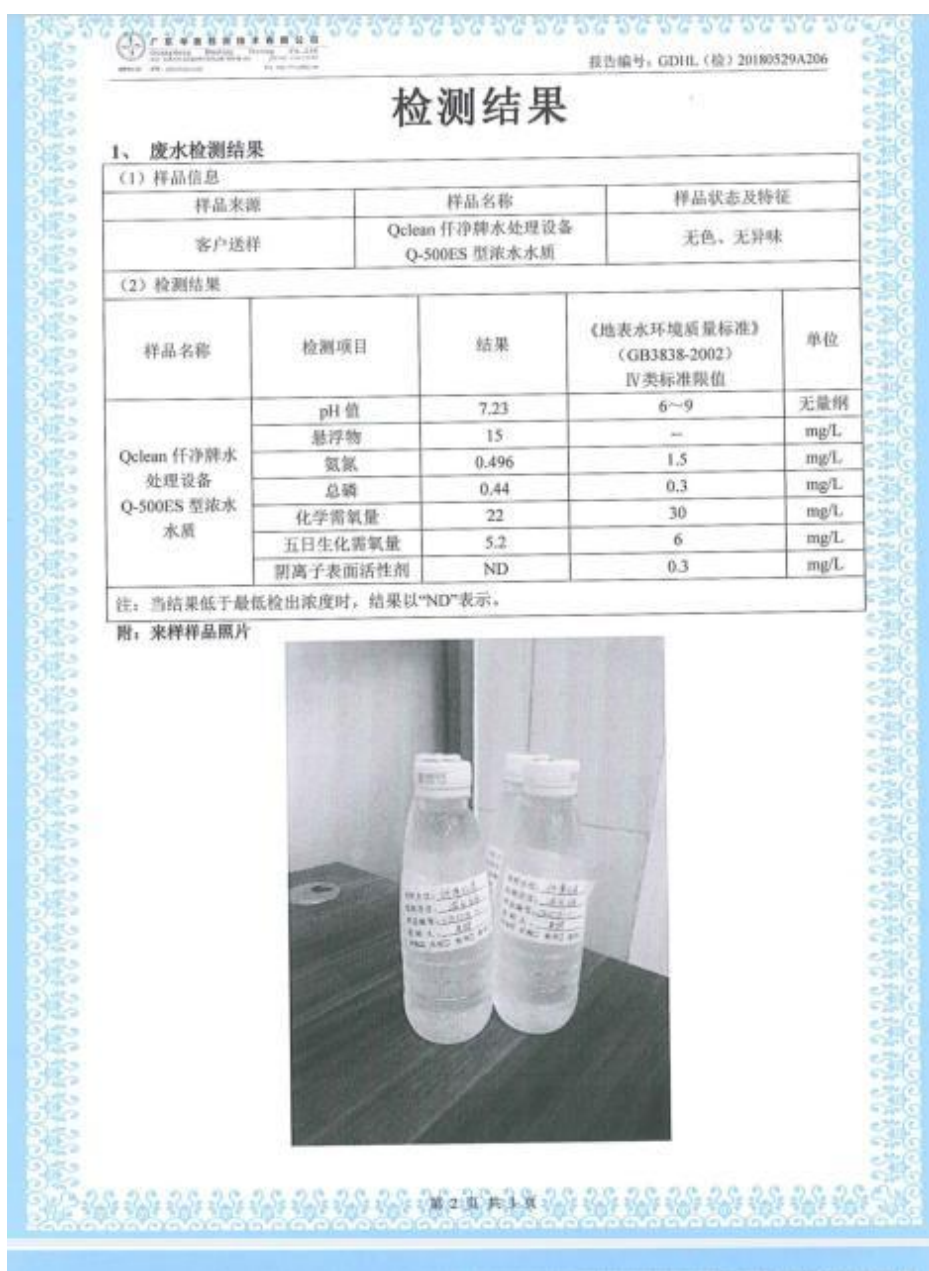 报告编号：GDHL（检）20180529A206
检测结果
1、 废水检测结果
（1）样品信息
样品来源 样品名称 样品状态及特征
客户送样 Qclean 仟净牌水处理设备 无色、无异味
Q-500ES 型浓水水质
（2）检测结果
样品名称 检测项目 结果 《地表水环境质量标准》 单位
（GB3838-2002）
Ⅳ类标准限值
pH 值 7.23 6～9 无量纲
悬浮物 15 -- mg/L
Qclean 仟净牌水 氨氮 0.496 1.5 mg/L
处理设备 总磷 0.44 0.3 mg/L
Q-500ES 型浓水 化学需氧量 22 30 mg/L
水质 五日生化需氧量 5.2 6 mg/L
阴离子表面活性剂 ND 0.3 mg/L
注：当结果低于最低检出浓度时，结果以“ND”表示。
附：来样样品照片
第 2 页 共 3 页